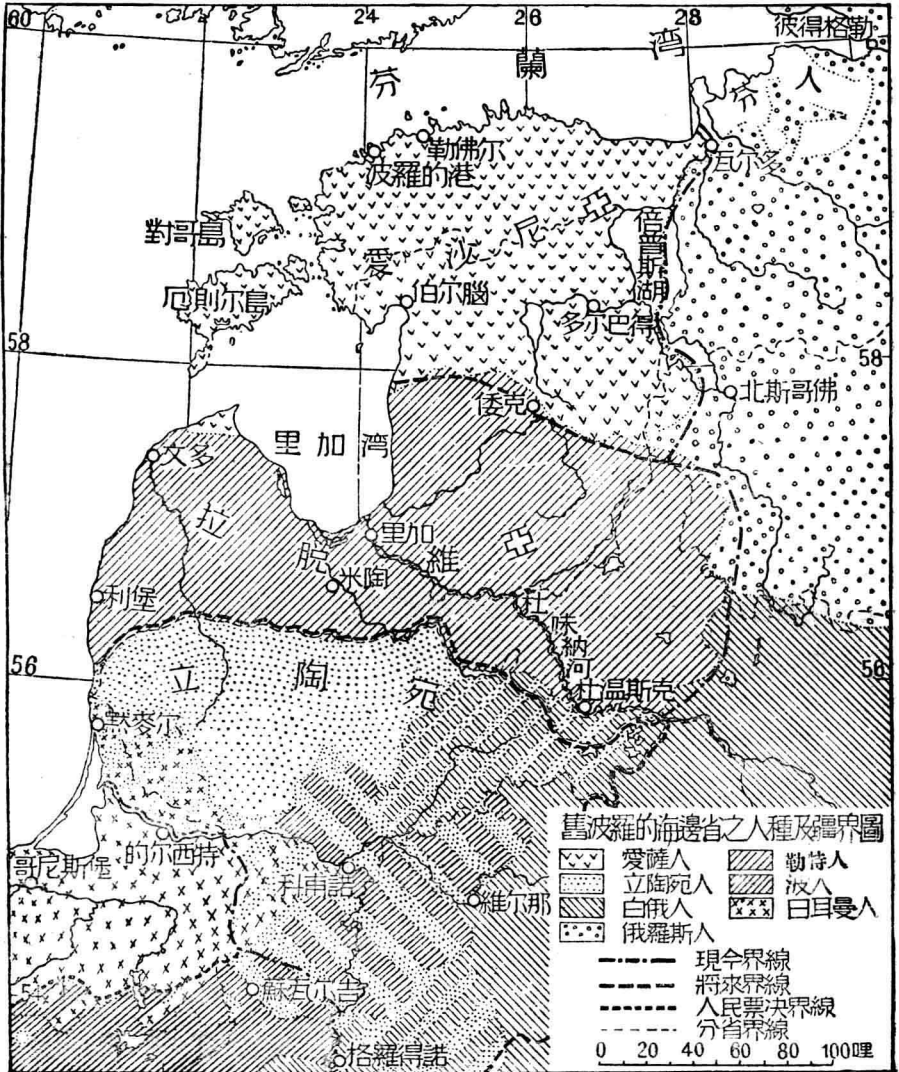 60
24
26
28
彼得格勒
芬蘭湾
芬人
勒佛尔
波羅的港
瓦尔多
對哥島
愛沙尼亞
倍普斯湖
厄則尔島
伯尔腦
多尔巴得
58
58
北斯哥佛
倭克
里加湾
文多
拉脫維亞
里加
米陶
利堡
杜味納河
56
56
立陶宛
杜温斯克
默麥尔
的尔西特
哥尼斯堡
科甫諾
維尔那
54
蘇瓦尔吉
格羅得諾
舊波羅的海邊省之人種及疆界圖
愛薩人
勒特人
立陶宛人
波人
白俄人
日耳曼人
俄羅斯人
現今界線
將來界線
人民票决界線
分省界線
0 20 40 60 80 100哩